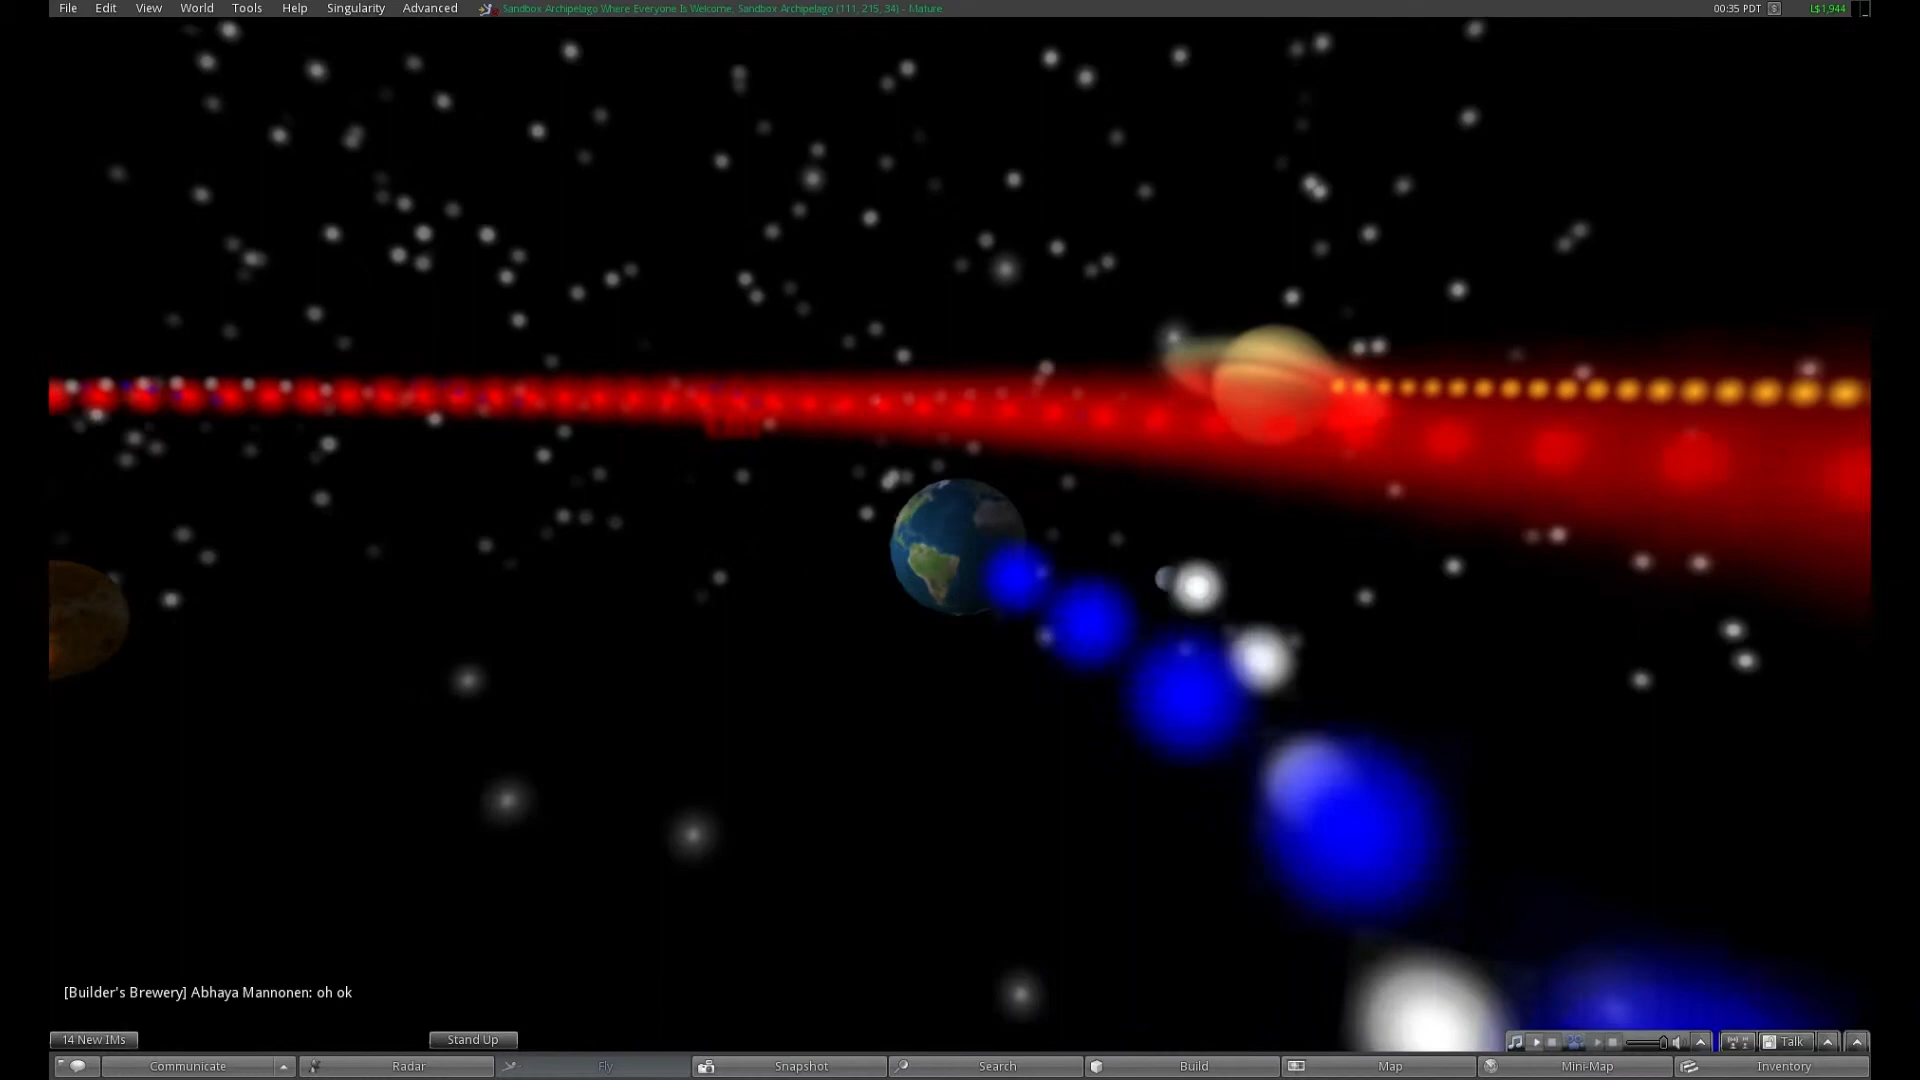 File Edit View World Tools Help Singularity Advanced Sandbox Archipelago Where Everyone Is Welcome, Sandbox Archipelago (111, 215, 34) - Mature 00:35 PDT $ L$1,944
[Builder's Brewery] Abhaya Mannonen: oh ok
14 New IMs Stand Up Talk
Communicate Radar Fly Snapshot Search Build Map Mini-Map Inventory